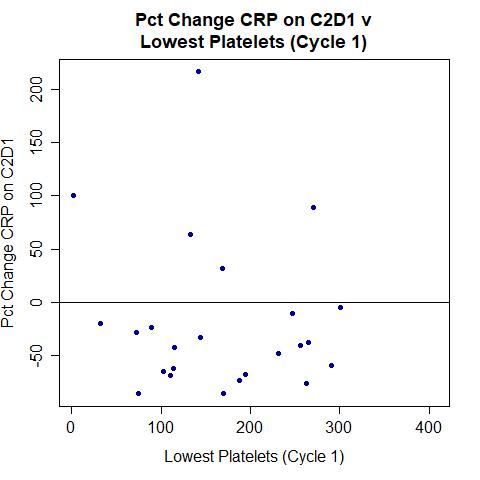 Pct Change CRP on C2D1 v
Lowest Platelets (Cycle 1)
Pct Change CRP on C2D1
200
150
100
50
0
-50
0 100 200 300 400
Lowest Platelets (Cycle 1)